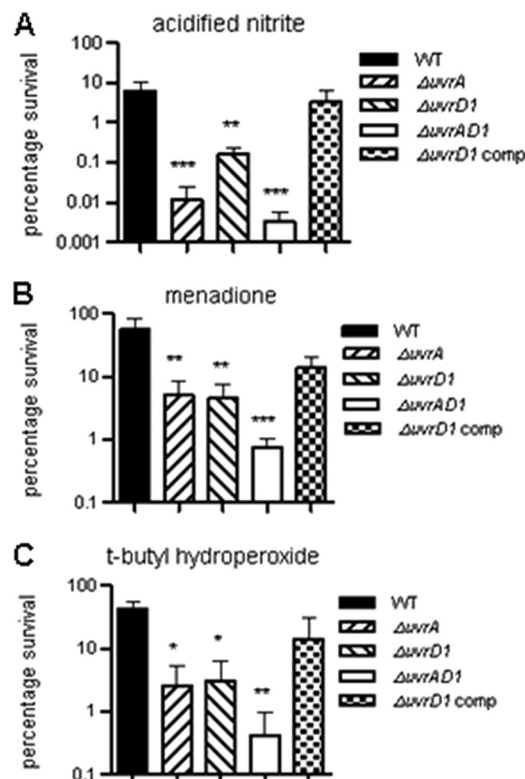 A
acidified nitrite
percentage survival
100
10
1
0.1
0.01
0.001
***
**
***
WT
ΔuvrA
ΔuvrD1
ΔuvrAD1
ΔuvrD1 comp
B
menadione
percentage survival
100
10
1
0.1
**
**
***
WT
ΔuvrA
ΔuvrD1
ΔuvrAD1
ΔuvrD1 comp
C
t-butyl hydroperoxide
percentage survival
100
10
1
0.1
*
*
**
WT
ΔuvrA
ΔuvrD1
ΔuvrAD1
ΔuvrD1 comp